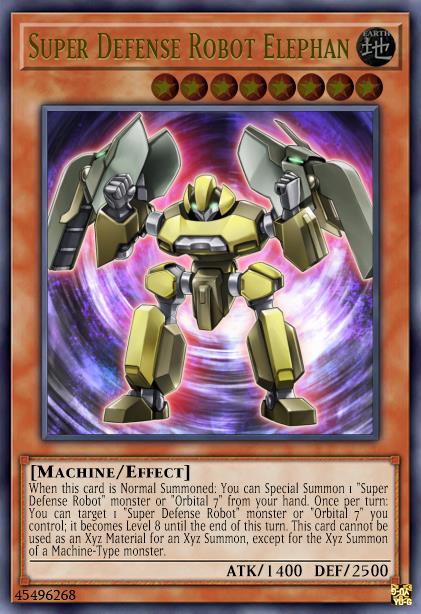 Super Defense Robot Elephan
EARTH
地
[Machine/Effect]
When this card is Normal Summoned: You can Special Summon 1 "Super
Defense Robot" monster or "Orbital 7" from your hand. Once per turn:
You can target 1 "Super Defense Robot" monster or "Orbital 7" you
control; it becomes Level 8 until the end of this turn. This card cannot be
used as an Xyz Material for an Xyz Summon, except for the Xyz Summon
of a Machine-Type monster.
ATK/1400 DEF/2500
45496268